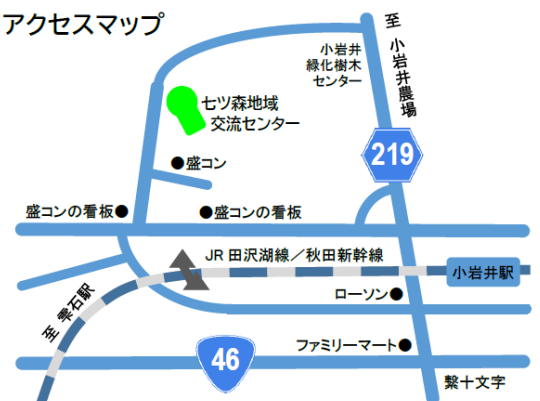 アクセスマップ
至 小岩井農場
小岩井
緑化樹木
センター
七ツ森地域
交流センター
219
●盛コン
盛コンの看板●
●盛コンの看板
JR 田沢湖線／秋田新幹線
小岩井駅
至 雫石駅
ローソン●
ファミリーマート●
46
繋十文字